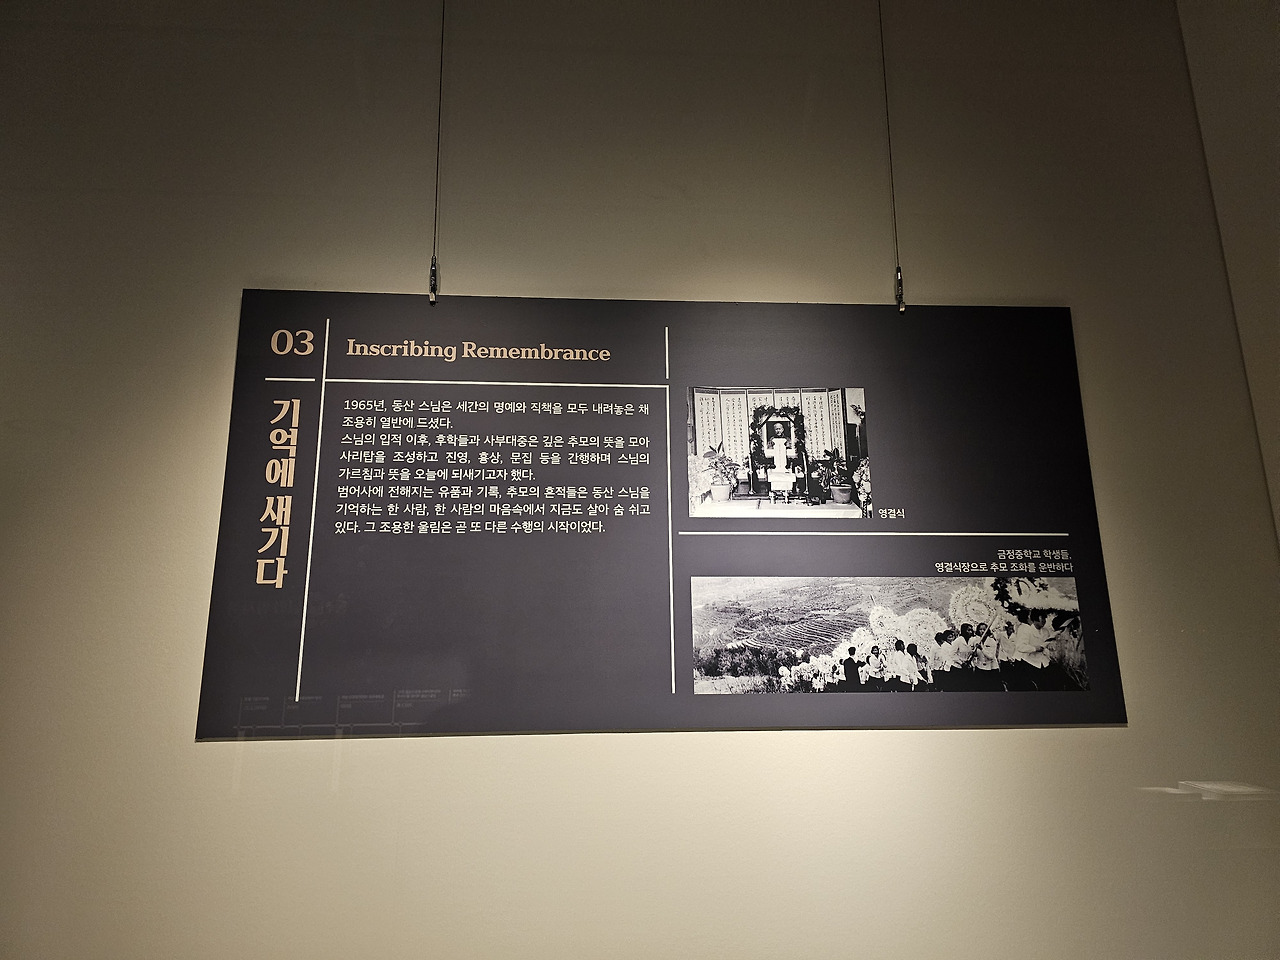 03
기억에 새기다
Inscribing Remembrance
1965년, 동산 스님은 세간의 명예와 직책을 모두 내려놓은 채
조용히 열반에 드셨다.
스님의 입적 이후, 후학들과 사부대중은 깊은 추모의 뜻을 모아
사리탑을 조성하고 진영, 흉상, 문집 등을 간행하며 스님의
가르침과 뜻을 오늘에 되새기고자 했다.
범어사에 전해지는 유품과 기록, 추모의 흔적들은 동산 스님을
기억하는 한 사람, 한 사람의 마음속에서 지금도 살아 숨 쉬고
있다. 그 조용한 울림은 곧 또 다른 수행의 시작이었다.
영결식
금정중학교 학생들,
영결식장으로 추모 조화를 운반하다